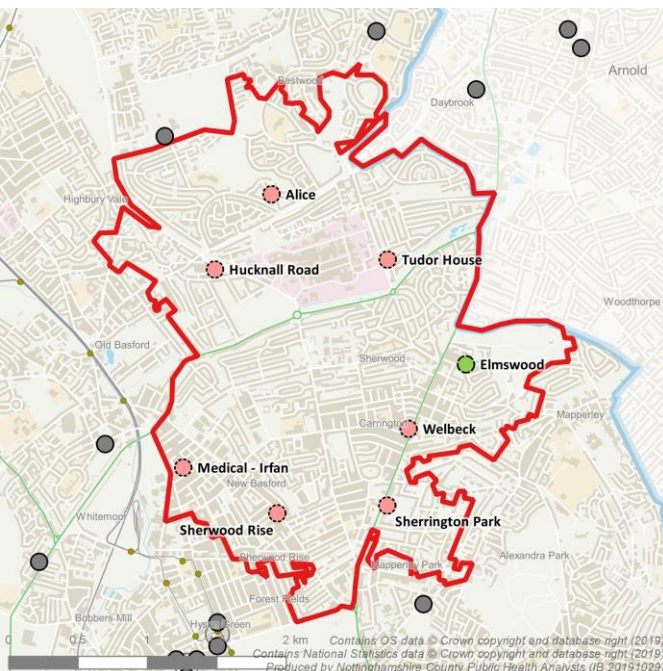 Bestwood
Arnold
Daybrook
Alice
Highbury Vale
Tudor House
Hucknall Road
Woodthorpe
Old Basford
Sherwood
Elmswood
Mapperley
Carrington
Welbeck
Medical - Irfan
New Basford
Whitemoor
Sherrington Park
Sherwood Rise
Alexandra Park
Sherwood Rise
Mapperley Park
Forest Fields
Bobbers Mill
Hyson Green
0 0.5 1 2 km
Contains OS data © Crown copyright and database right (2019)
Contains National Statistics data © Crown copyright and database right (2019)
Produced by Nottinghamshire County Public Health Analysts (IB